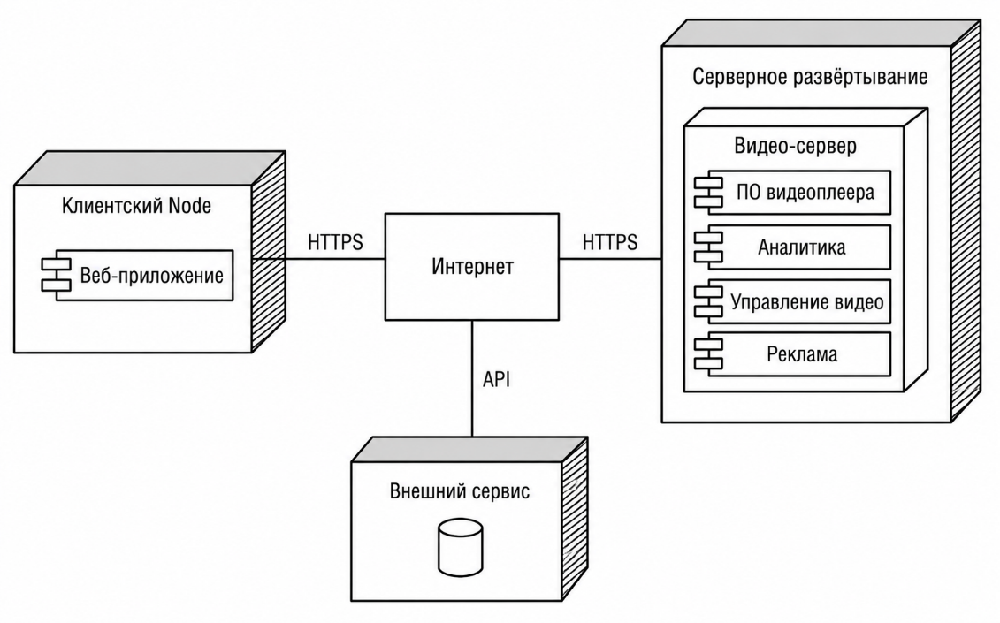 Серверное развёртывание
Видео-сервер
ПО видеоплеера
Аналитика
Управление видео
Реклама
Клиентский Node
Веб-приложение
HTTPS
Интернет
HTTPS
API
Внешний сервис